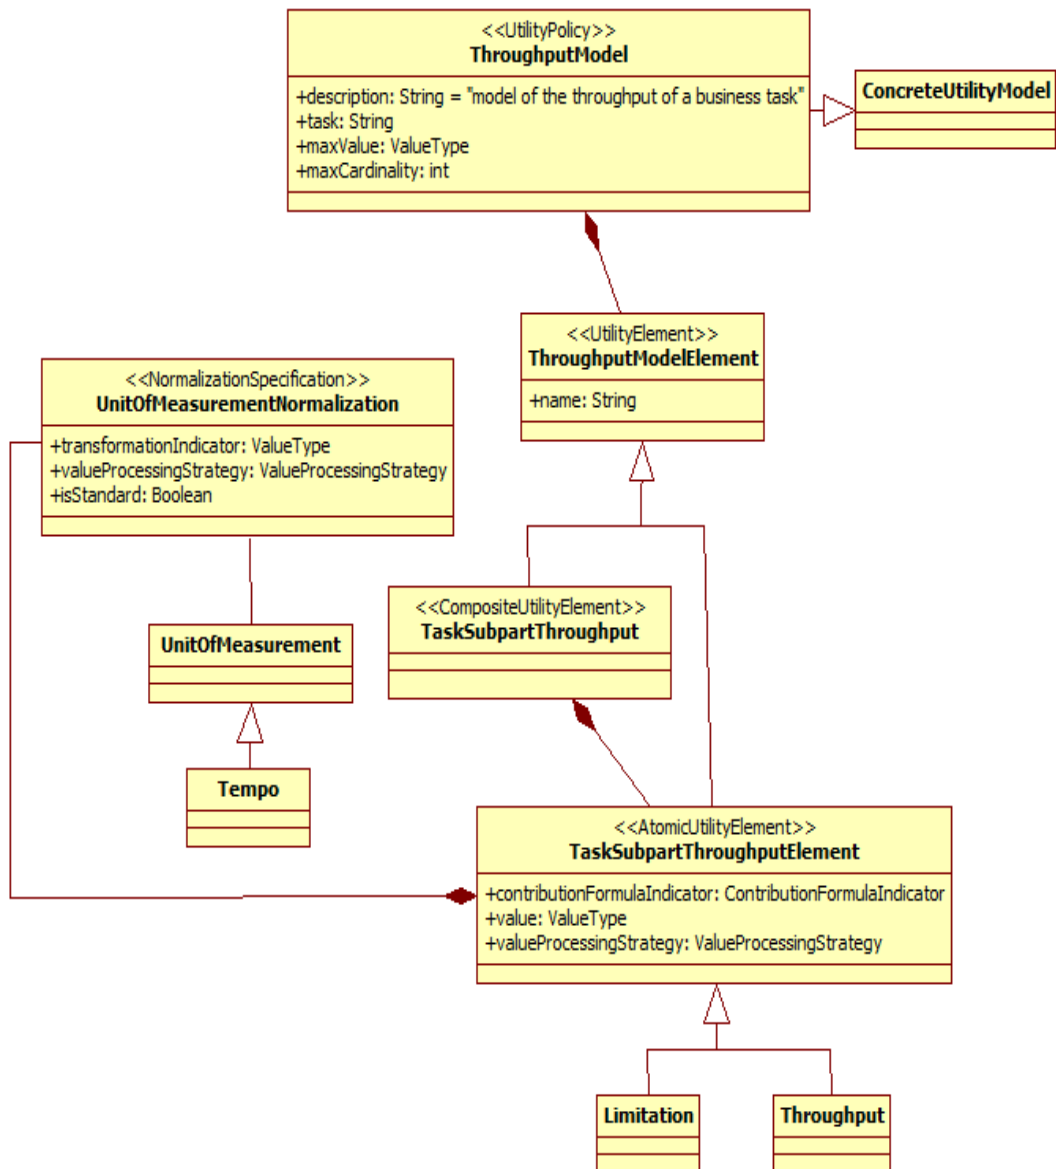 <<UtilityPolicy>>
ThroughputModel
+description: String = "model of the throughput of a business task"
+task: String
+maxValue: ValueType
+maxCardinality: int
ConcreteUtilityModel
<<UtilityElement>>
ThroughputModelElement
+name: String
<<NormalizationSpecification>>
UnitOfMeasurementNormalization
+transformationIndicator: ValueType
+valueProcessingStrategy: ValueProcessingStrategy
+isStandard: Boolean
<<CompositeUtilityElement>>
TaskSubpartThroughput
UnitOfMeasurement
Tempo
<<AtomicUtilityElement>>
TaskSubpartThroughputElement
+contributionFormulaIndicator: ContributionFormulaIndicator
+value: ValueType
+valueProcessingStrategy: ValueProcessingStrategy
Limitation
Throughput